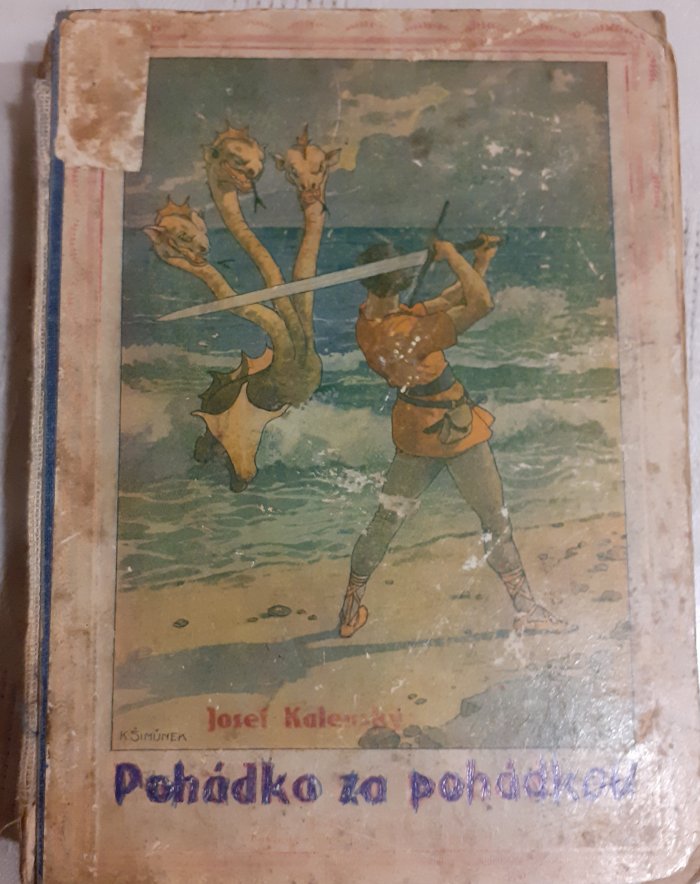 Josef Kalenský
K. ŠIMŮNEK
Pohádka za pohádkou